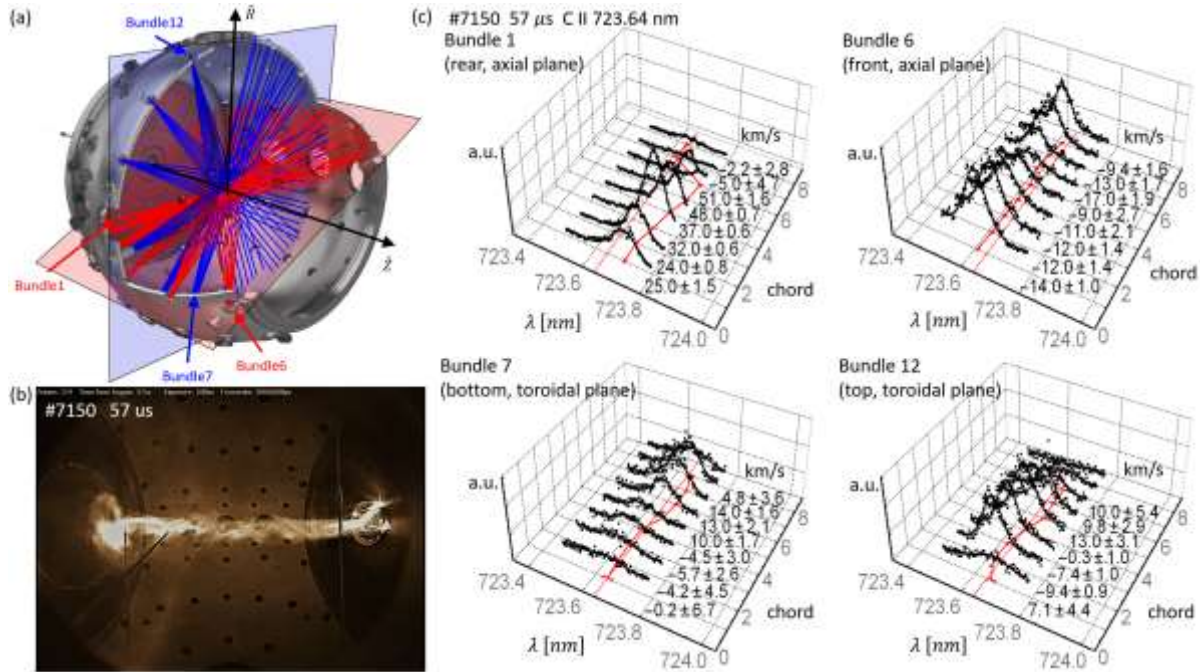 (a)
Bundle12
R̂
Ẑ
Bundle1
Bundle7
Bundle6
(b)
#7150 57 us
(c)
#7150 57 μs C II 723.64 nm
Bundle 1
(rear, axial plane)
km/s
a.u.
−2.2±2.8
51.0±1.6
48.0±0.7
37.0±0.6
32.0±0.6
24.0±0.8
25.0±1.5
723.4
723.6
723.8
724.0
λ [nm]
chord
0
2
4
6
8
Bundle 6
(front, axial plane)
km/s
a.u.
−9.4±1.6
−13.0±1.7
−17.0±1.9
−9.0±2.7
−11.0±2.1
−12.0±1.4
−12.0±1.4
−14.0±1.0
723.4
723.6
723.8
724.0
λ [nm]
chord
0
2
4
6
8
Bundle 7
(bottom, toroidal plane)
km/s
a.u.
4.8±3.6
14.0±1.6
13.0±2.1
10.0±1.7
−4.5±3.0
−5.7±2.6
−4.2±4.5
−0.2±6.7
723.4
723.6
723.8
724.0
λ [nm]
chord
0
2
4
6
8
Bundle 12
(top, toroidal plane)
km/s
a.u.
10.0±5.4
9.8±2.9
13.0±3.1
−0.3±1.0
−7.4±1.0
−9.4±0.9
7.1±4.4
723.4
723.6
723.8
724.0
λ [nm]
chord
0
2
4
6
8